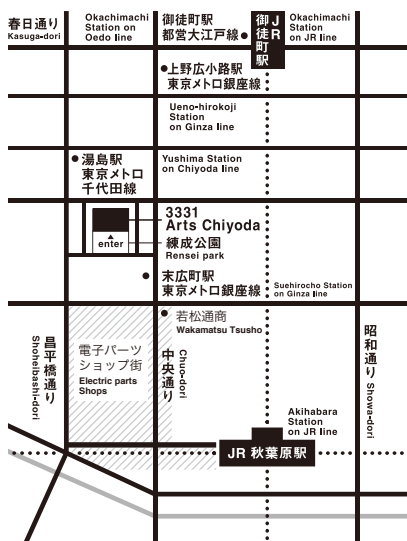 春日通り
Kasuga-dori
Okachimachi
Station on
Oedo line
御徒町駅
都営大江戸線
JR
御徒町駅
Okachimachi
Station
on JR line
上野広小路駅
東京メトロ銀座線
Ueno-hirokoji
Station
on Ginza line
湯島駅
東京メトロ
千代田線
Yushima Station
on Chiyoda line
3331
Arts Chiyoda
enter
練成公園
Rensei park
末広町駅
東京メトロ銀座線
Suehirocho Station
on Ginza line
若松通商
Wakamatsu Tsusho
昌平橋通り
Shoheibashi-dori
電子パーツ
ショップ街
Electric parts
Shops
中央通り
Chuo-dori
昭和通り
Showa-dori
Akihabara
Station
on JR line
JR 秋葉原駅